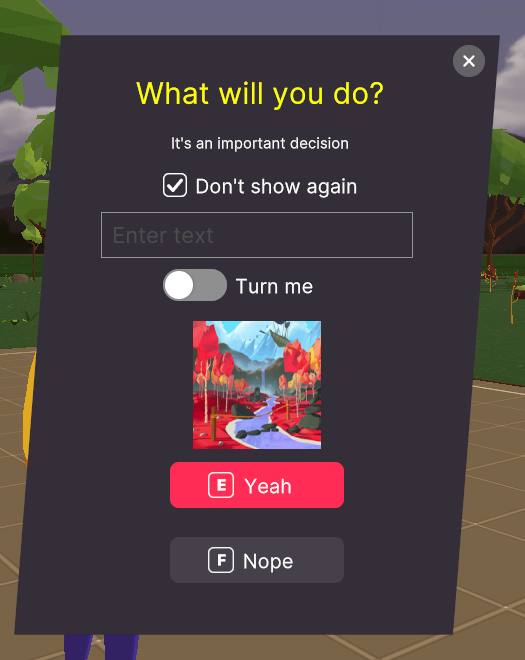 What will you do?
It's an important decision
Don't show again
Enter text
Turn me
E Yeah
F Nope